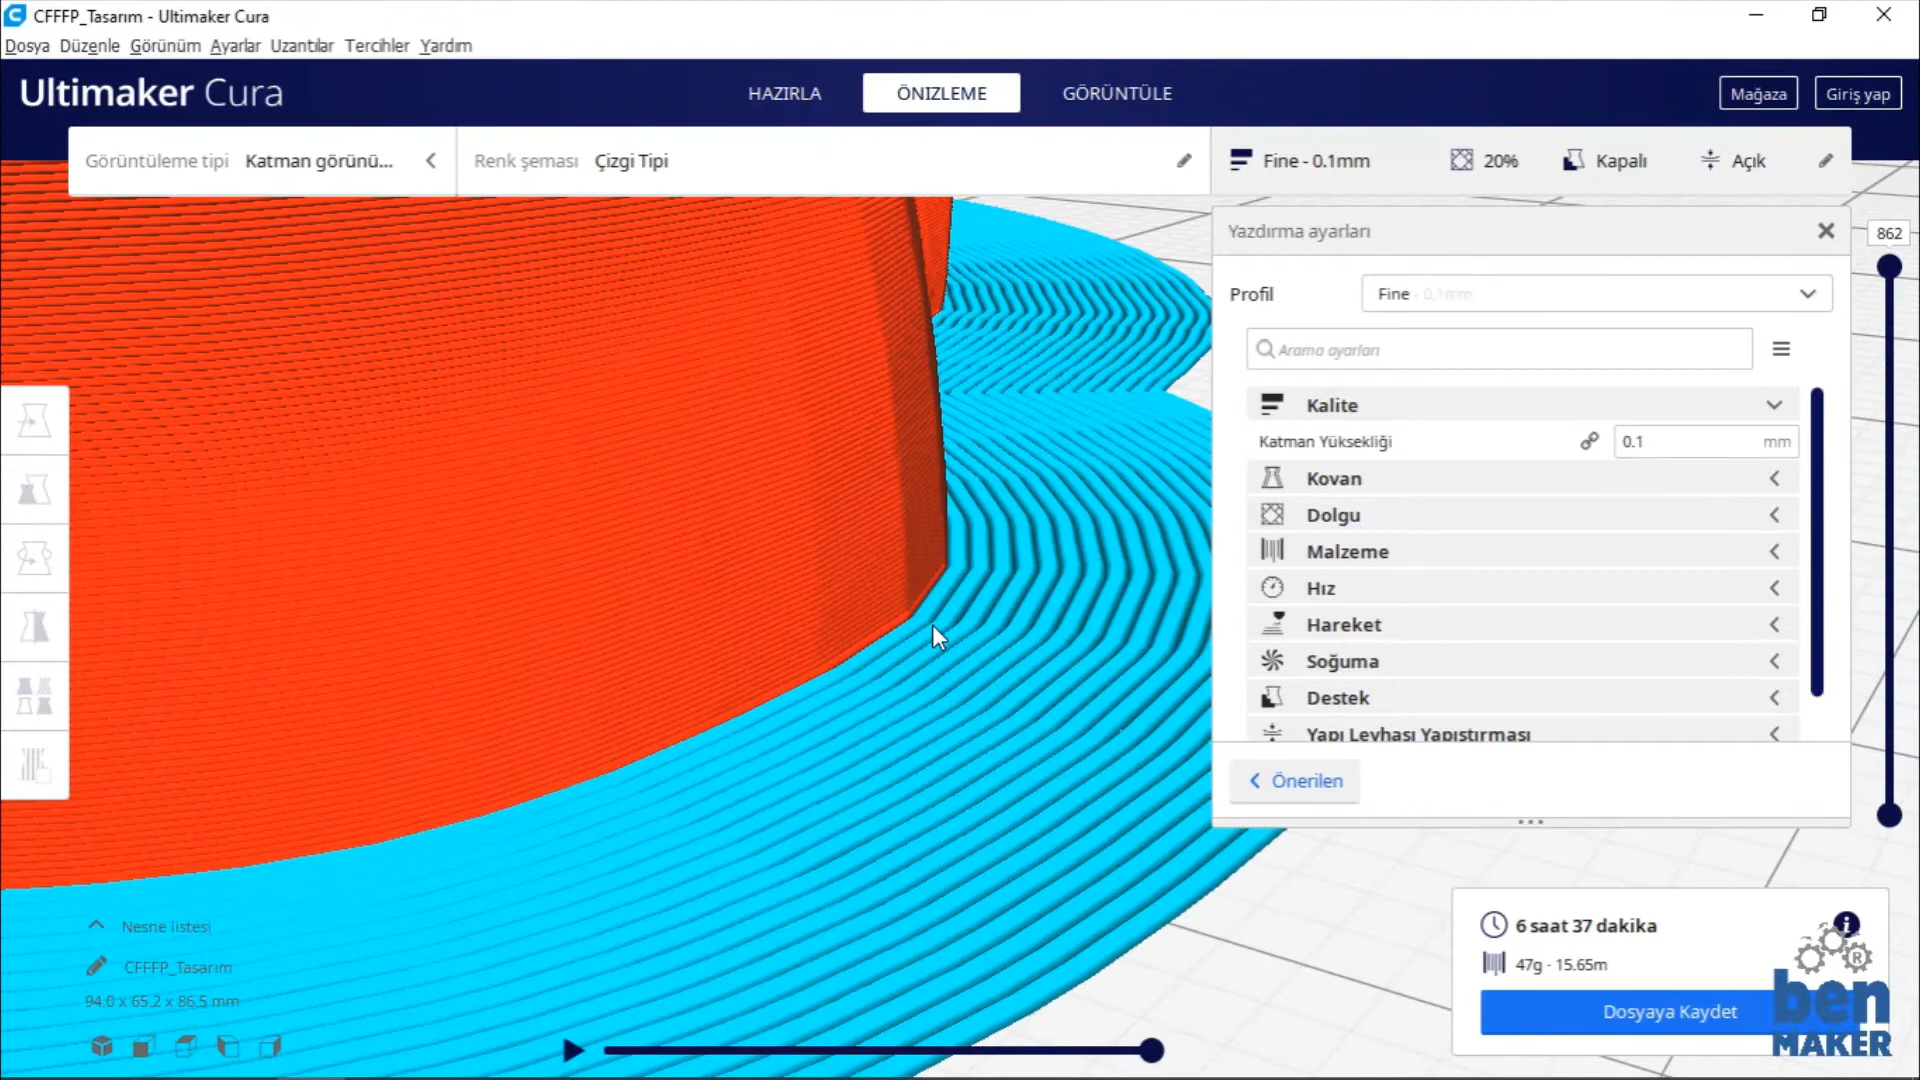 CFFFP_Tasarım - Ultimaker Cura
Dosya Düzenle Görünüm Ayarlar Uzantılar Tercihler Yardım
Ultimaker Cura
HAZIRLA
ÖNIZLEME
GÖRÜNTÜLE
Mağaza
Giriş yap
Görüntüleme tipi Katman görünü...
Renk şeması Çizgi Tipi
Fine - 0.1mm
20%
Kapalı
Açık
Yazdırma ayarları
862
Profil
Fine - 0.1mm
Arama ayarları
Kalite
Katman Yüksekliği
0.1 mm
Kovan
Dolgu
Malzeme
Hız
Hareket
Soğuma
Destek
Yapı Levhası Yapıştırması
Önerilen
Nesne listesi
CFFFP_Tasarım
94.0 x 65.2 x 86.5 mm
6 saat 37 dakika
47g - 15.65m
Dosyaya Kaydet
R
ben
MAKER